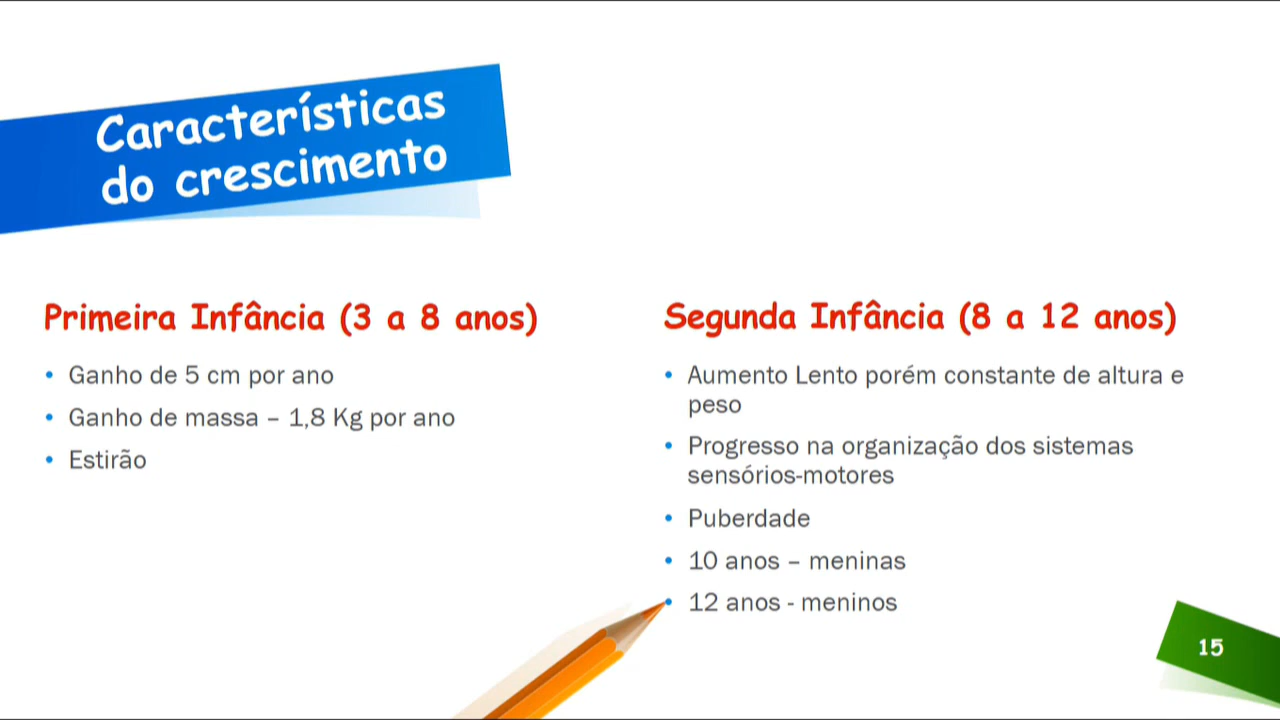 Características
do crescimento
Primeira Infância (3 a 8 anos)
• Ganho de 5 cm por ano
• Ganho de massa – 1,8 Kg por ano
• Estirão
Segunda Infância (8 a 12 anos)
• Aumento Lento porém constante de altura e
peso
• Progresso na organização dos sistemas
sensórios-motores
• Puberdade
• 10 anos – meninas
• 12 anos - meninos
15